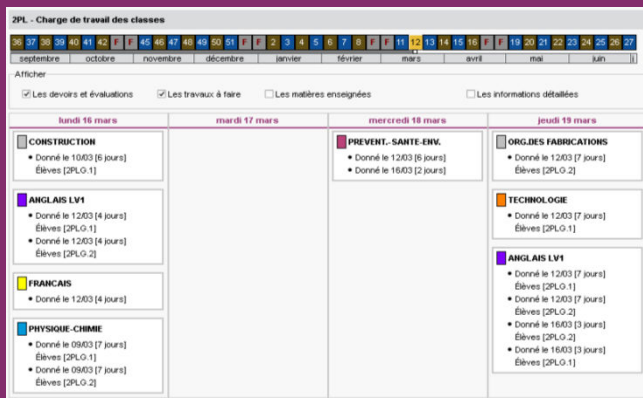 2PL - Charge de travail des classes
36 37 38 39 40 41 42 F F 45 46 47 48 49 50 51 F F 2 3 4 5 6 7 8 F F 11 12 13 14 15 16 F F 19 20 21 22 23 24 25 26 27
septembre octobre novembre décembre janvier février mars avril mai juin j
Afficher
Les devoirs et évaluations Les travaux à faire Les matières enseignées Les informations détaillées
lundi 16 mars mardi 17 mars mercredi 18 mars jeudi 19 mars
CONSTRUCTION
• Donné le 10/03 [6 jours]
Élèves [2PLG.1]
ANGLAIS LV1
• Donné le 12/03 [4 jours]
Élèves [2PLG.1]
• Donné le 12/03 [4 jours]
Élèves [2PLG.2]
FRANCAIS
• Donné le 12/03 [4 jours]
PHYSIQUE-CHIMIE
• Donné le 09/03 [7 jours]
Élèves [2PLG.1]
• Donné le 09/03 [7 jours]
Élèves [2PLG.2]
PREVENT.-SANTE-ENV.
• Donné le 12/03 [6 jours]
• Donné le 16/03 [2 jours]
ORG.DES FABRICATIONS
• Donné le 12/03 [7 jours]
Élèves [2PLG.2]
TECHNOLOGIE
• Donné le 12/03 [7 jours]
Élèves [2PLG.1]
ANGLAIS LV1
• Donné le 12/03 [7 jours]
Élèves [2PLG.1]
• Donné le 12/03 [7 jours]
Élèves [2PLG.2]
• Donné le 16/03 [3 jours]
Élèves [2PLG.2]
• Donné le 16/03 [3 jours]
Élèves [2PLG.1]